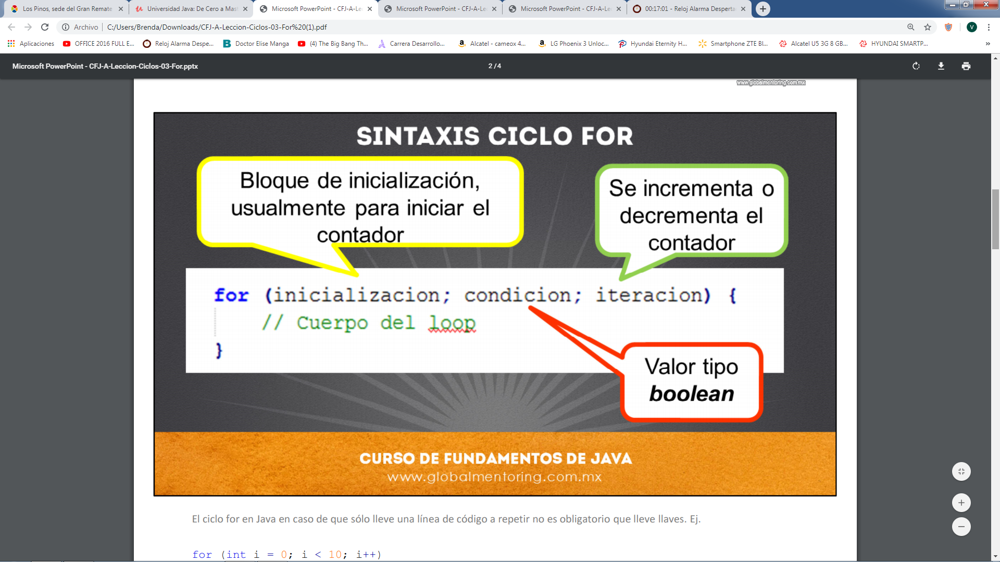 Los Pinos, sede del Gran Remate
Universidad Java: De Cero a Mast
Microsoft PowerPoint - CFJ-A-Le
Microsoft PowerPoint - CFJ-A-Le
Microsoft PowerPoint - CFJ-A-Le
00:17:01 - Reloj Alarma Desperta
Archivo
C:/Users/Brenda/Downloads/CFJ-A-Leccion-Ciclos-03-For%20(1).pdf
V
Aplicaciones
OFFICE 2016 FULL E...
Reloj Alarma Despe...
Doctor Elise Manga
(4) The Big Bang Th...
Carrera Desarrollo...
Alcatel - cameox 4...
LG Phoenix 3 Unloc...
Hyundai Eternity H...
Smartphone ZTE Bl...
Alcatel U5 3G 8 GB...
HYUNDAI SMARTP...
Microsoft PowerPoint - CFJ-A-Leccion-Ciclos-03-For.pptx
2 / 4
www.globalmentoring.com.mx
SINTAXIS CICLO FOR
Bloque de inicialización,
usualmente para iniciar el
contador
Se incrementa o
decrementa el
contador
for (inicializacion; condicion; iteracion) {
// Cuerpo del loop
}
Valor tipo
boolean
CURSO DE FUNDAMENTOS DE JAVA
www.globalmentoring.com.mx
El ciclo for en Java en caso de que sólo lleve una línea de código a repetir no es obligatorio que lleve llaves. Ej.
for (int i = 0; i < 10; i++)